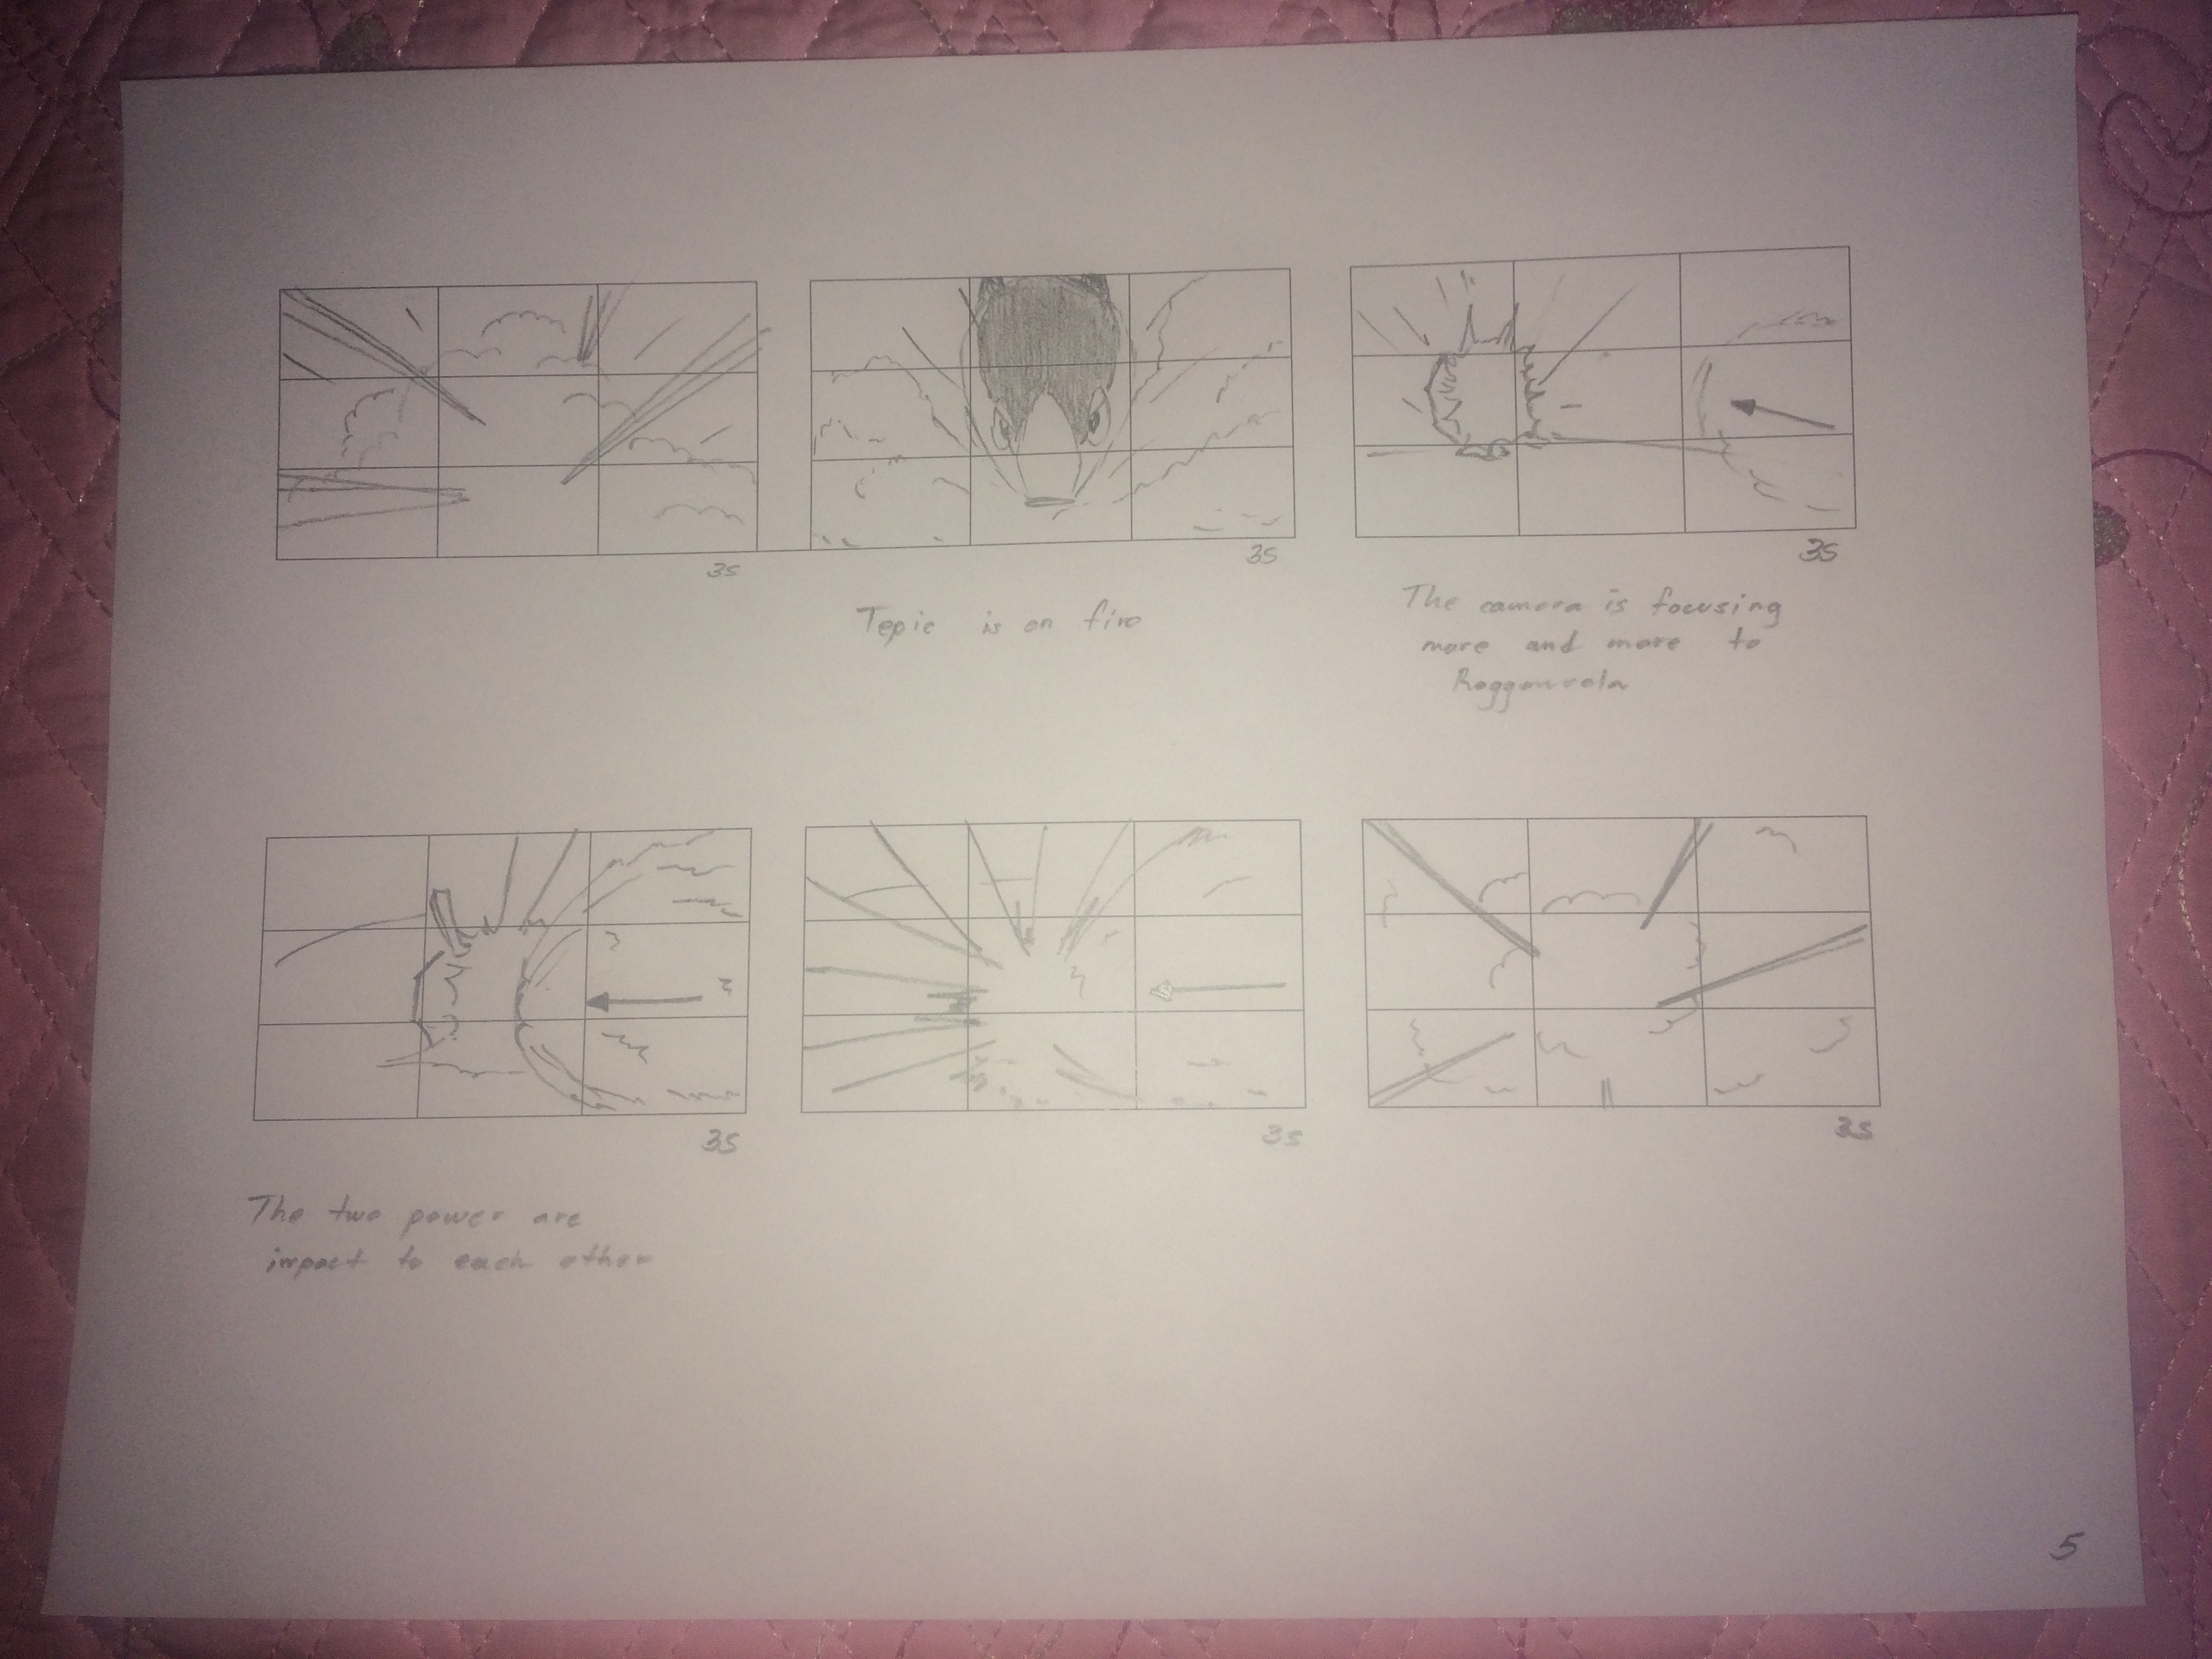 3s
3s
3s
Tepic is on fire
The camera is focusing
more and more to
Roggenrola
3s
3s
3s
The two power are
impact to each other
5